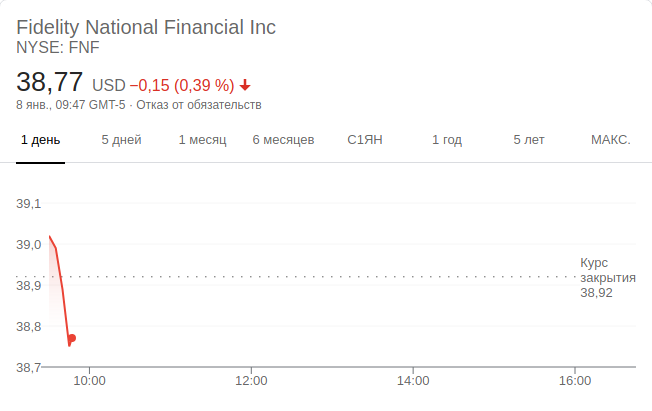 Fidelity National Financial Inc
NYSE: FNF
38,77 USD −0,15 (0,39 %)
8 янв., 09:47 GMT-5 · Отказ от обязательств
1 день 5 дней 1 месяц 6 месяцев С1ЯН 1 год 5 лет МАКС.
39,1
39,0
38,9
38,8
38,7
Курс
закрытия
38,92
10:00 12:00 14:00 16:00